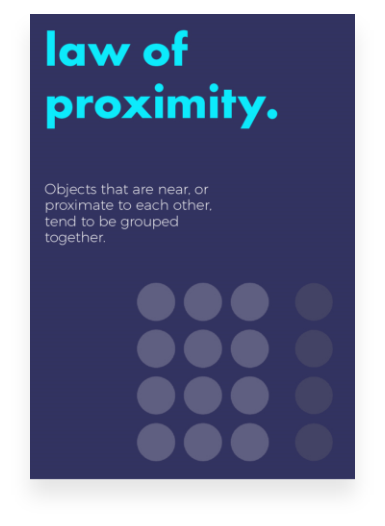 law of
proximity.
Objects that are near, or
proximate to each other,
tend to be grouped
together.